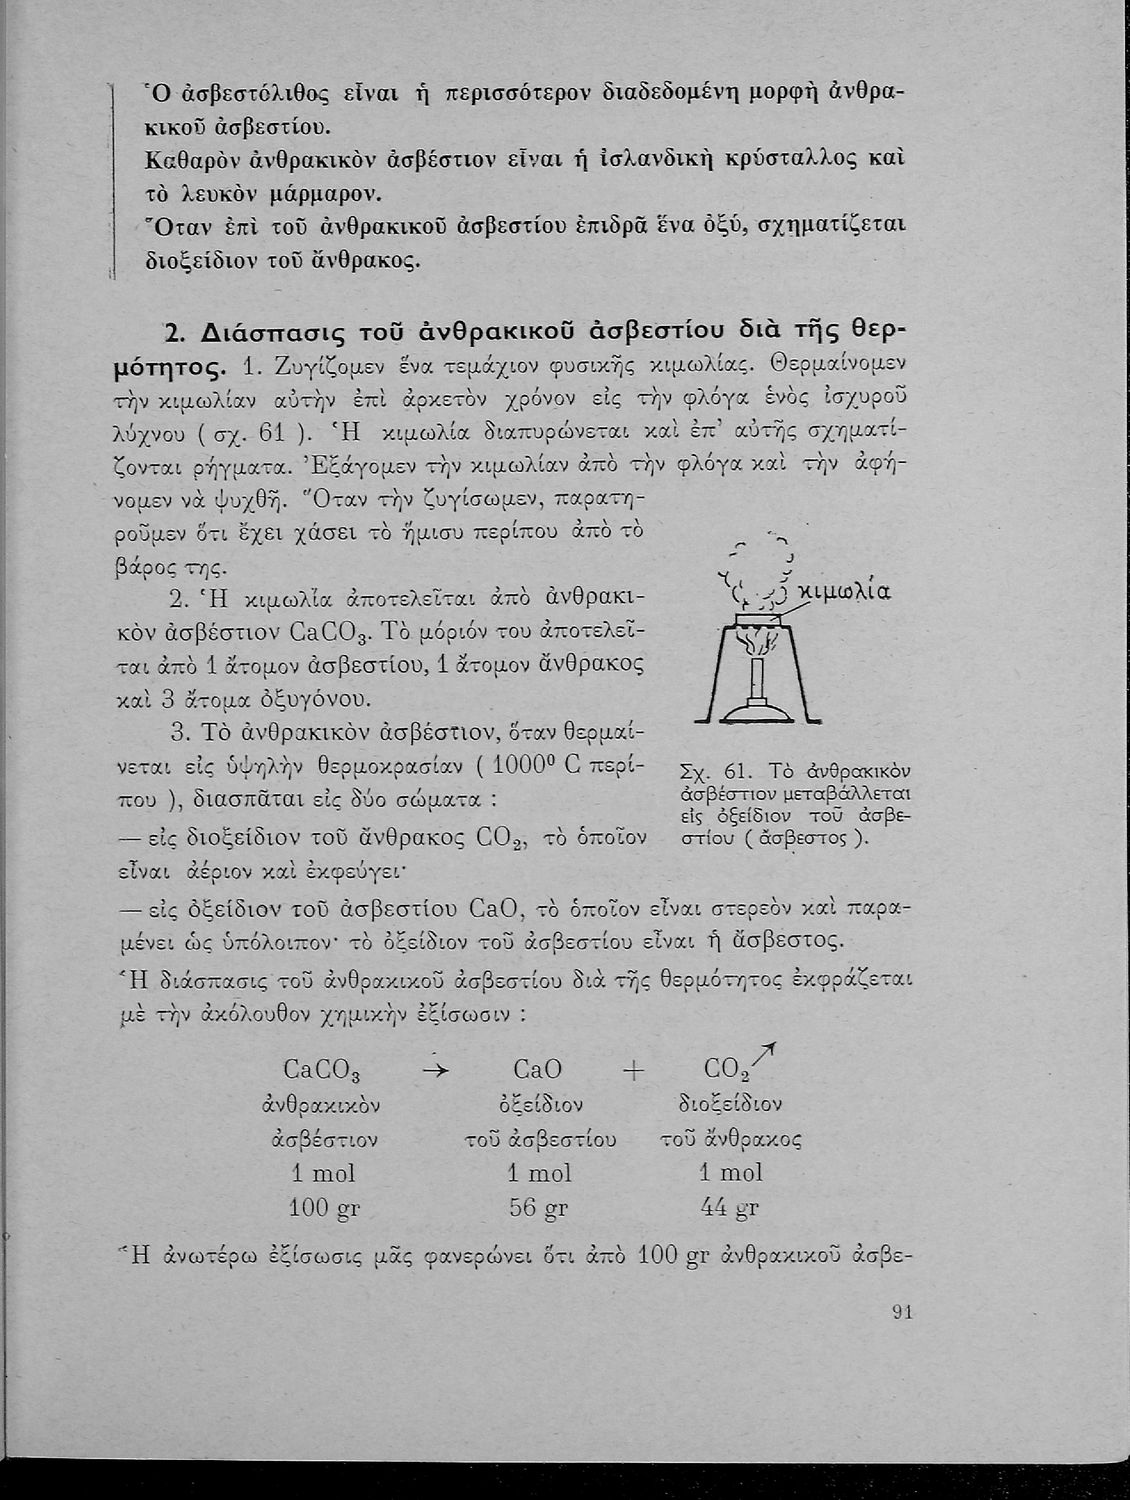 Ὁ ἀσβεστόλιθος εἶναι ἡ περισσότερον διαδεδομένη μορφὴ ἀνθρα-
κικοῦ ἀσβεστίου.
Καθαρὸν ἀνθρακικὸν ἀσβέστιον εἶναι ἡ ἰσλανδικὴ κρύσταλλος καὶ
τὸ λευκὸν μάρμαρον.
Ὅταν ἐπὶ τοῦ ἀνθρακικοῦ ἀσβεστίου ἐπιδρᾷ ἕνα ὀξύ, σχηματίζεται
διοξείδιον τοῦ ἄνθρακος.
2. Διάσπασις τοῦ ἀνθρακικοῦ ἀσβεστίου διὰ τῆς θερ-
μότητος. 1. Ζυγίζομεν ἕνα τεμάχιον φυσικῆς κιμωλίας. Θερμαίνομεν
τὴν κιμωλίαν αὐτὴν ἐπὶ ἀρκετὸν χρόνον εἰς τὴν φλόγα ἑνὸς ἰσχυροῦ
λύχνου ( σχ. 61 ). Ἡ κιμωλία διαπυρώνεται καὶ ἐπ' αὐτῆς σχηματί-
ζονται ρήγματα. Ἐξάγομεν τὴν κιμωλίαν ἀπὸ τὴν φλόγα καὶ τὴν ἀφή-
νομεν νὰ ψυχθῇ. Ὅταν τὴν ζυγίσωμεν, παρατη-
ροῦμεν ὅτι ἔχει χάσει τὸ ἥμισυ περίπου ἀπὸ τὸ
βάρος της.
2. Ἡ κιμωλία ἀποτελεῖται ἀπὸ ἀνθρακι-
κὸν ἀσβέστιον CaCO₃. Τὸ μόριόν του ἀποτελεῖ-
ται ἀπὸ 1 ἄτομον ἀσβεστίου, 1 ἄτομον ἄνθρακος
καὶ 3 ἄτομα ὀξυγόνου.
3. Τὸ ἀνθρακικὸν ἀσβέστιον, ὅταν θερμαί-
νεται εἰς ὑψηλὴν θερμοκρασίαν ( 1000⁰ C περί-
που ), διασπᾶται εἰς δύο σώματα :
— εἰς διοξείδιον τοῦ ἄνθρακος CO₂, τὸ ὁποῖον
εἶναι ἀέριον καὶ ἐκφεύγει·
κιμωλία
Σχ. 61. Τὸ ἀνθρακικὸν
ἀσβέστιον μεταβάλλεται
εἰς ὀξείδιον τοῦ ἀσβε-
στίου ( ἄσβεστος ).
— εἰς ὀξείδιον τοῦ ἀσβεστίου CaO, τὸ ὁποῖον εἶναι στερεὸν καὶ παρα-
μένει ὡς ὑπόλοιπον· τὸ ὀξείδιον τοῦ ἀσβεστίου εἶναι ἡ ἄσβεστος.
Ἡ διάσπασις τοῦ ἀνθρακικοῦ ἀσβεστίου διὰ τῆς θερμότητος ἐκφράζεται
μὲ τὴν ἀκόλουθον χημικὴν ἐξίσωσιν :
CaCO₃ → CaO + CO₂↗
ἀνθρακικὸν ὀξείδιον διοξείδιον
ἀσβέστιον τοῦ ἀσβεστίου τοῦ ἄνθρακος
1 mol 1 mol 1 mol
100 gr 56 gr 44 gr
Ἡ ἀνωτέρω ἐξίσωσις μᾶς φανερώνει ὅτι ἀπὸ 100 gr ἀνθρακικοῦ ἀσβε-
91